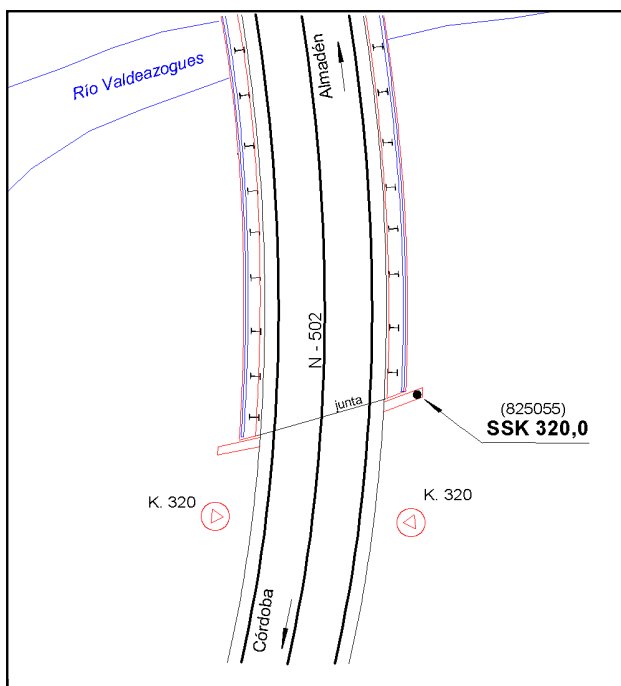 Río Valdeazogues
Almadén
N - 502
junta
(825055)
SSK 320,0
K. 320
K. 320
Córdoba